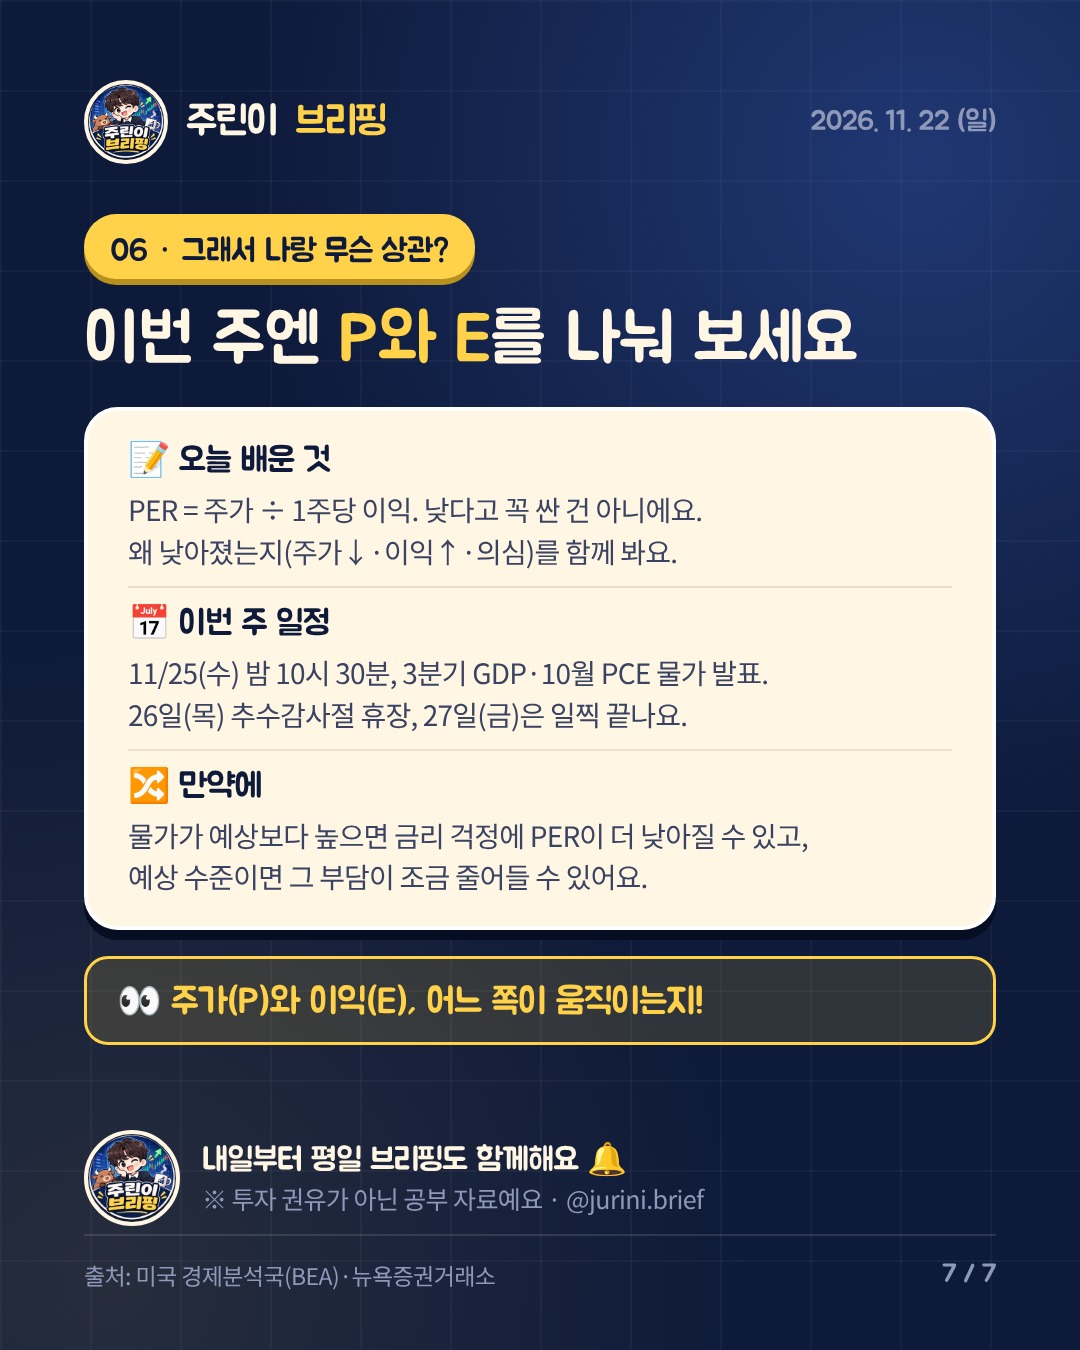 주린이 브리핑
2026. 11. 22 (일)
06 · 그래서 나랑 무슨 상관?
이번 주엔 P와 E를 나눠 보세요
📝 오늘 배운 것
PER = 주가 ÷ 1주당 이익. 낮다고 꼭 싼 건 아니에요.
왜 낮아졌는지(주가↓·이익↑·의심)를 함께 봐요.
📅 이번 주 일정
11/25(수) 밤 10시 30분, 3분기 GDP·10월 PCE 물가 발표.
26일(목) 추수감사절 휴장, 27일(금)은 일찍 끝나요.
🔀 만약에
물가가 예상보다 높으면 금리 걱정에 PER이 더 낮아질 수 있고,
예상 수준이면 그 부담이 조금 줄어들 수 있어요.
👀 주가(P)와 이익(E), 어느 쪽이 움직이는지!
주린이
브리핑
내일부터 평일 브리핑도 함께해요 🔔
※ 투자 권유가 아닌 공부 자료예요 · @jurini.brief
출처: 미국 경제분석국(BEA)·뉴욕증권거래소
7 / 7